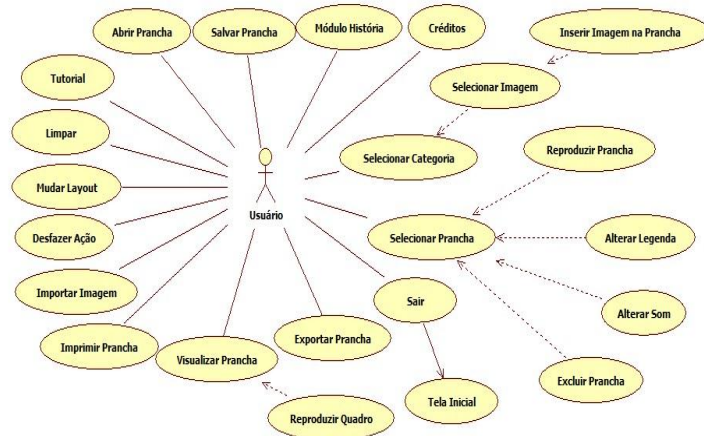 Abrir Prancha
Salvar Prancha
Módulo História
Créditos
Inserir Imagem na Prancha
Tutorial
Selecionar Imagem
Limpar
Selecionar Categoria
Reproduzir Prancha
Mudar Layout
Usuário
Desfazer Ação
Selecionar Prancha
Alterar Legenda
Importar Imagem
Sair
Alterar Som
Imprimir Prancha
Visualizar Prancha
Exportar Prancha
Excluir Prancha
Tela Inicial
Reproduzir Quadro